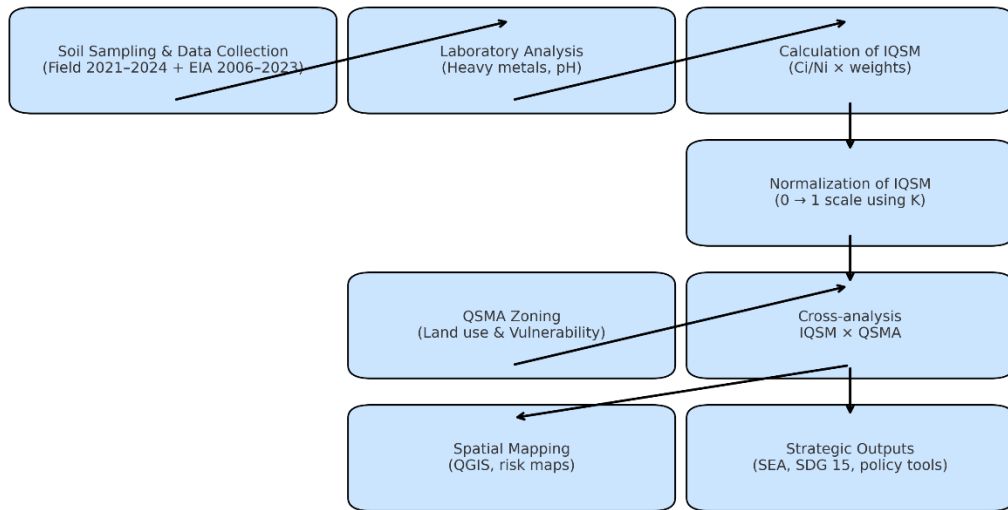 Soil Sampling & Data Collection
(Field 2021–2024 + EIA 2006–2023)
Laboratory Analysis
(Heavy metals, pH)
Calculation of IQSM
(Ci/Ni × weights)
Normalization of IQSM
(0 → 1 scale using K)
QSMA Zoning
(Land use & Vulnerability)
Cross-analysis
IQSM × QSMA
Spatial Mapping
(QGIS, risk maps)
Strategic Outputs
(SEA, SDG 15, policy tools)